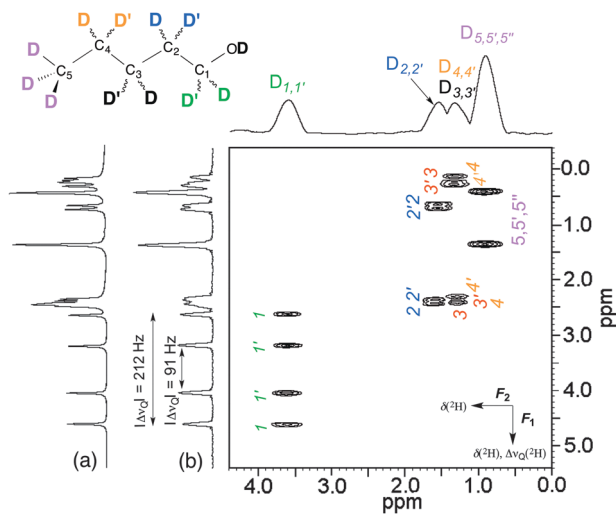 D D' D D'
C4 C2 OD
D
C5 C3 C1
D
D D' D D' D
D5,5',5''
D1,1'
D2,2'
D4,4'
D3,3'
0.0
1.0
2.0
3.0
4.0
5.0
ppm
3'3
4'4
2'2
5,5',5''
2 2'
3
3'
4'
4
1
1'
1'
1
|ΔνQ| = 212 Hz
|ΔνQ| = 91 Hz
(a)
(b)
δ(²H)
F2
F1
δ(²H), ΔνQ(²H)
4.0 3.0 2.0 1.0 0.0
ppm